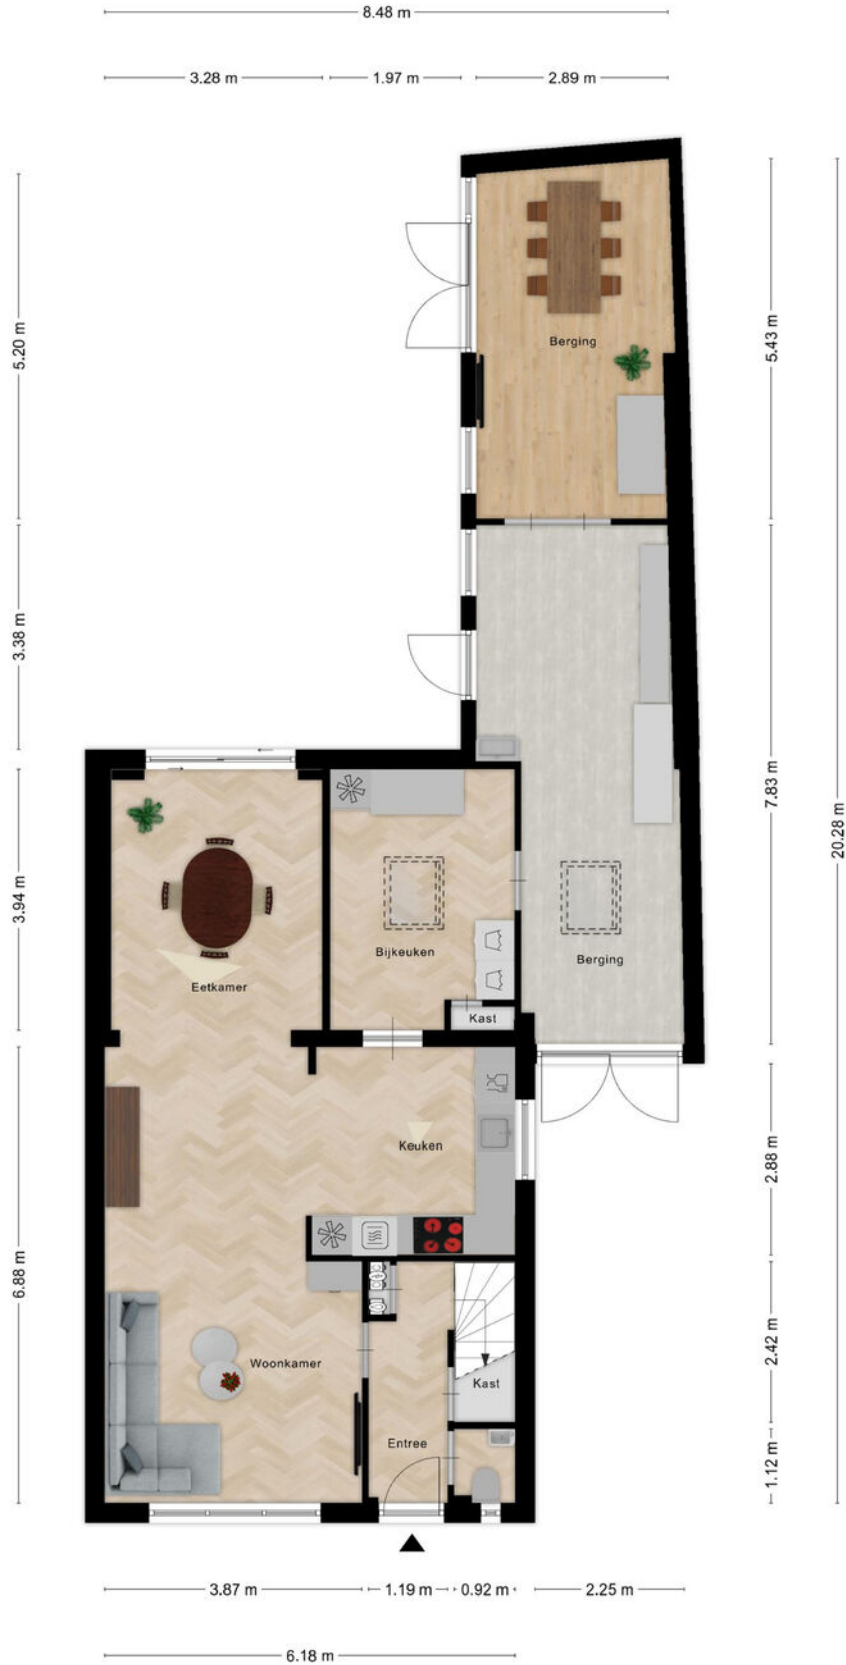 8.48 m
3.28 m
1.97 m
2.89 m
5.20 m
5.43 m
Berging
3.38 m
7.83 m
20.28 m
3.94 m
Bijkeuken
Berging
Eetkamer
Kast
Keuken
2.88 m
6.88 m
2.42 m
Woonkamer
Kast
Entree
1.12 m
3.87 m
1.19 m
0.92 m
2.25 m
6.18 m